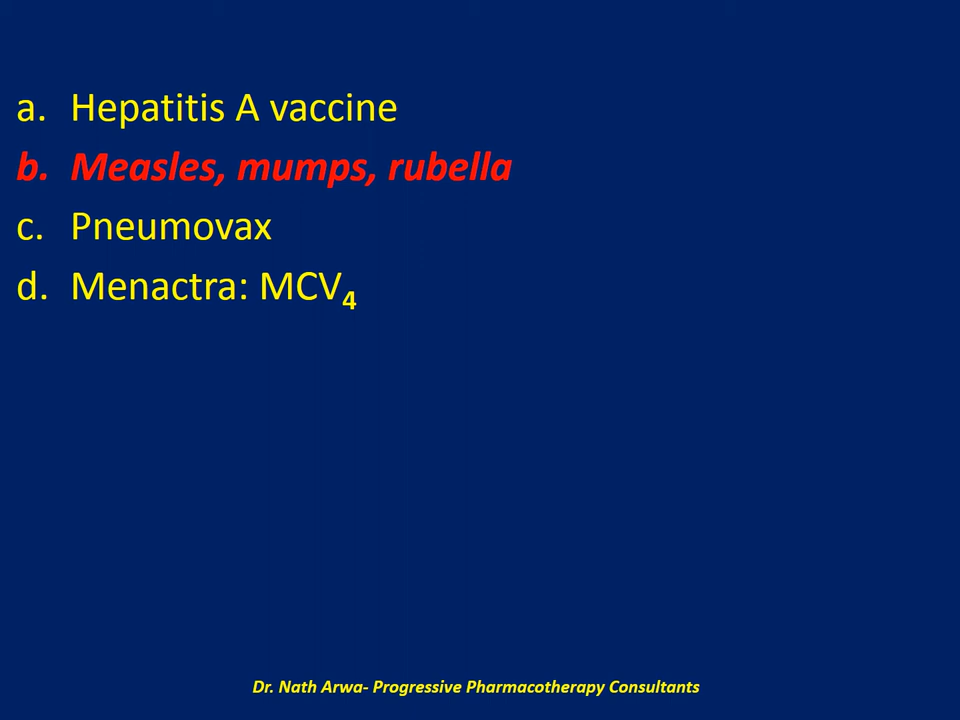 a. Hepatitis A vaccine
b. Measles, mumps, rubella
c. Pneumovax
d. Menactra: MCV4
Dr. Nath Arwa- Progressive Pharmacotherapy Consultants